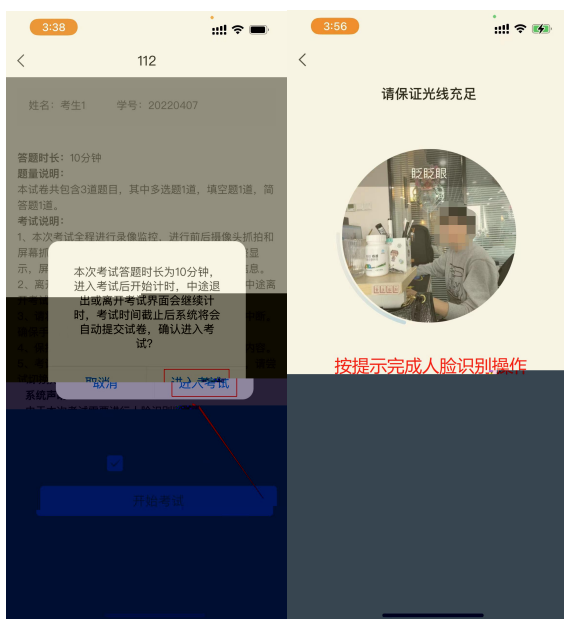 3:38
112
姓名：考生1 学号：20220407
答题时长：10分钟
题量说明：
本试卷共包含3道题目，其中多选题1道，填空题1道，简
答题1道。
考试说明：
1、本次考试全程进行录像监控，进行前后摄像头抓拍和
屏幕抓
示，屏
2、离
本次考试答题时长为10分钟，
进入考试后开始计时，中途退
出或离开考试界面会继续计
时，考试时间截止后系统将会
自动提交试卷，确认进入考
试？
取消 进入考试
系统声
开始考试
3:56
请保证光线充足
眨眨眼
按提示完成人脸识别操作